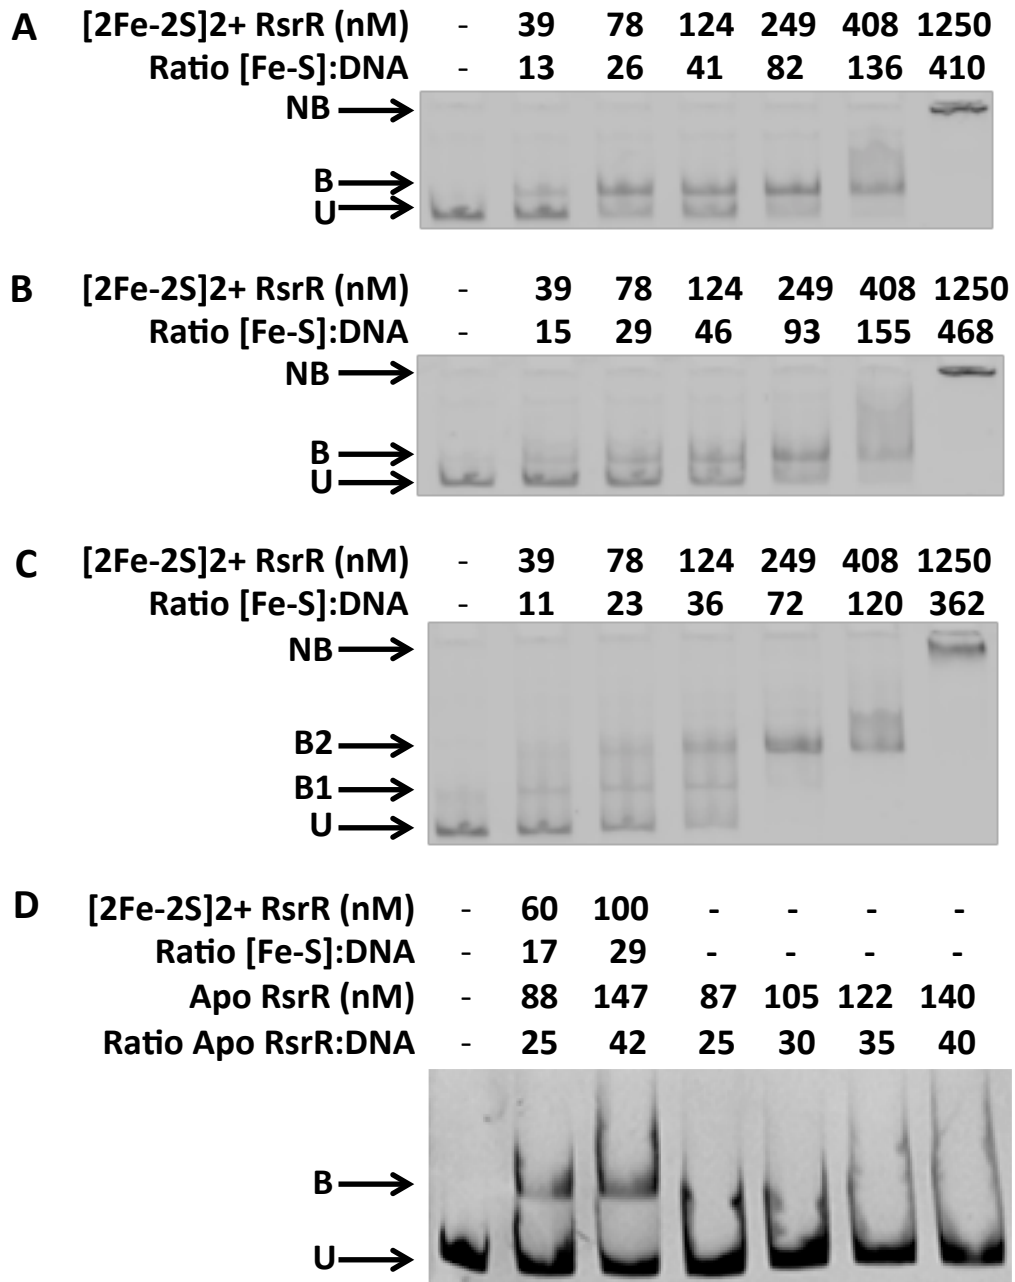 A [2Fe-2S]2+ RsrR (nM) - 39 78 124 249 408 1250
Ratio [Fe-S]:DNA - 13 26 41 82 136 410
NB
B
U
B [2Fe-2S]2+ RsrR (nM) - 39 78 124 249 408 1250
Ratio [Fe-S]:DNA - 15 29 46 93 155 468
NB
B
U
C [2Fe-2S]2+ RsrR (nM) - 39 78 124 249 408 1250
Ratio [Fe-S]:DNA - 11 23 36 72 120 362
NB
B2
B1
U
D [2Fe-2S]2+ RsrR (nM) - 60 100 - - - -
Ratio [Fe-S]:DNA - 17 29 - - - -
Apo RsrR (nM) - 88 147 87 105 122 140
Ratio Apo RsrR:DNA - 25 42 25 30 35 40
B
U